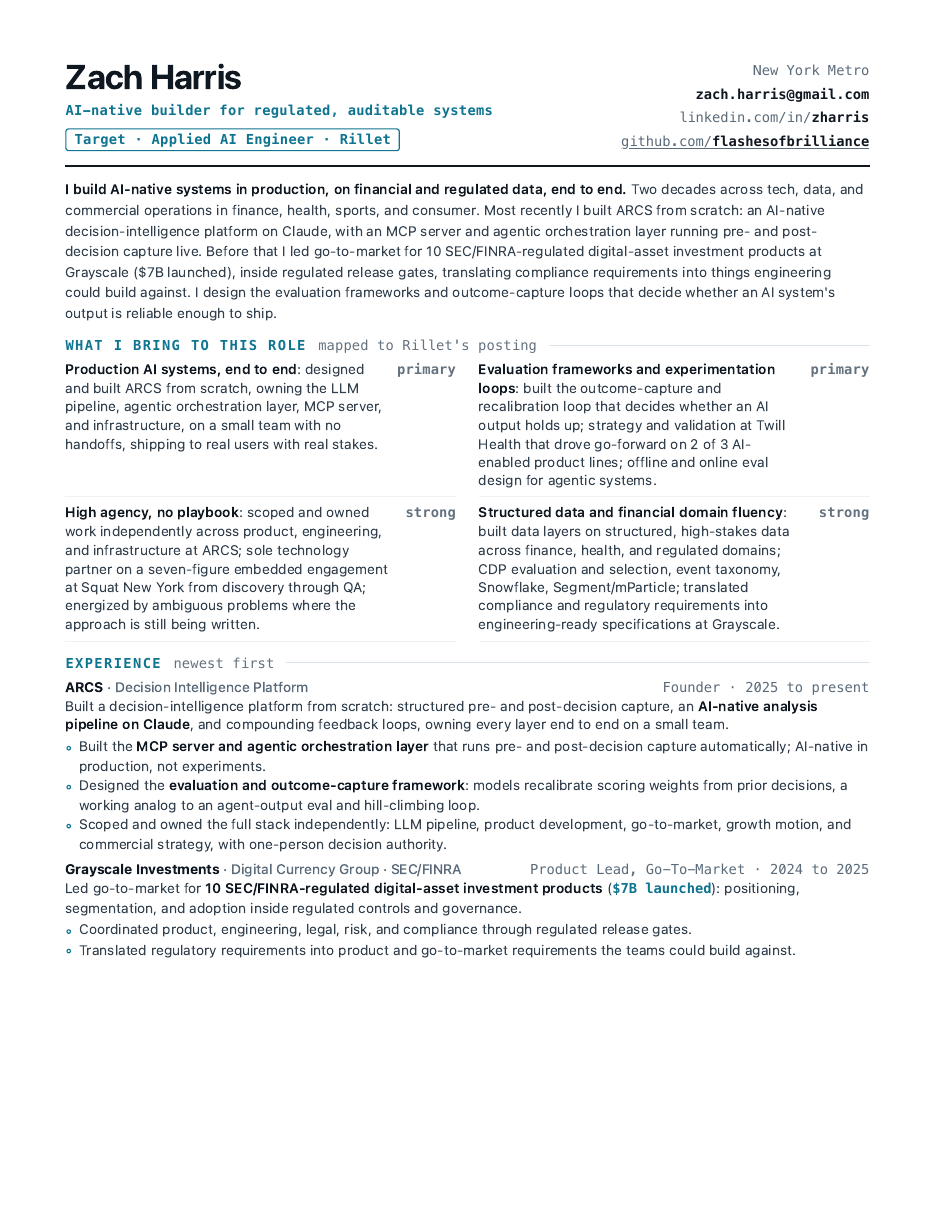 Zach Harris
AI–native builder for regulated, auditable systems
Target · Applied AI Engineer · Rillet
New York Metro
zach.harris@gmail.com
linkedin.com/in/zharris
github.com/flashesofbrilliance
I build AI-native systems in production, on financial and regulated data, end to end. Two decades across tech, data, and
commercial operations in finance, health, sports, and consumer. Most recently I built ARCS from scratch: an AI-native
decision-intelligence platform on Claude, with an MCP server and agentic orchestration layer running pre- and post-
decision capture live. Before that I led go-to-market for 10 SEC/FINRA-regulated digital-asset investment products at
Grayscale ($7B launched), inside regulated release gates, translating compliance requirements into things engineering
could build against. I design the evaluation frameworks and outcome-capture loops that decide whether an AI system's
output is reliable enough to ship.
WHAT I BRING TO THIS ROLE mapped to Rillet's posting
Production AI systems, end to end: designed primary
and built ARCS from scratch, owning the LLM
pipeline, agentic orchestration layer, MCP server,
and infrastructure, on a small team with no
handoffs, shipping to real users with real stakes.
Evaluation frameworks and experimentation primary
loops: built the outcome-capture and
recalibration loop that decides whether an AI
output holds up; strategy and validation at Twill
Health that drove go-forward on 2 of 3 AI-
enabled product lines; offline and online eval
design for agentic systems.
High agency, no playbook: scoped and owned strong
work independently across product, engineering,
and infrastructure at ARCS; sole technology
partner on a seven-figure embedded engagement
at Squat New York from discovery through QA;
energized by ambiguous problems where the
approach is still being written.
Structured data and financial domain fluency: strong
built data layers on structured, high-stakes data
across finance, health, and regulated domains;
CDP evaluation and selection, event taxonomy,
Snowflake, Segment/mParticle; translated
compliance and regulatory requirements into
engineering-ready specifications at Grayscale.
EXPERIENCE newest first
ARCS · Decision Intelligence Platform Founder · 2025 to present
Built a decision-intelligence platform from scratch: structured pre- and post-decision capture, an AI-native analysis
pipeline on Claude, and compounding feedback loops, owning every layer end to end on a small team.
Built the MCP server and agentic orchestration layer that runs pre- and post-decision capture automatically; AI-native in
production, not experiments.
Designed the evaluation and outcome-capture framework: models recalibrate scoring weights from prior decisions, a
working analog to an agent-output eval and hill-climbing loop.
Scoped and owned the full stack independently: LLM pipeline, product development, go-to-market, growth motion, and
commercial strategy, with one-person decision authority.
Grayscale Investments · Digital Currency Group · SEC/FINRA Product Lead, Go–To–Market · 2024 to 2025
Led go-to-market for 10 SEC/FINRA-regulated digital-asset investment products ($7B launched): positioning,
segmentation, and adoption inside regulated controls and governance.
Coordinated product, engineering, legal, risk, and compliance through regulated release gates.
Translated regulatory requirements into product and go-to-market requirements the teams could build against.